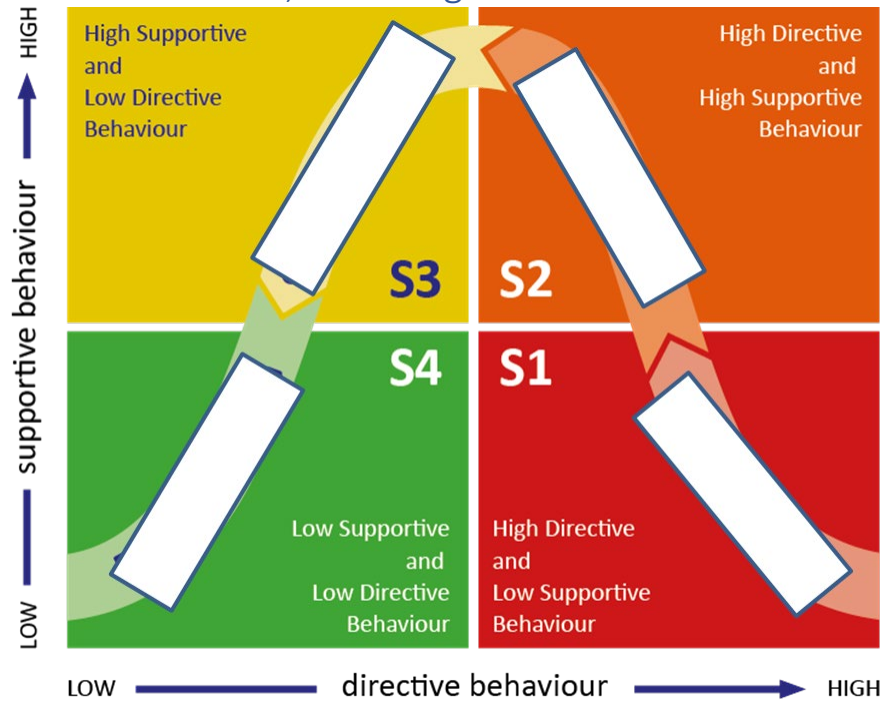 High Supportive
and
Low Directive
Behaviour
High Directive
and
High Supportive
Behaviour
S3
S2
S4
S1
Low Supportive
and
Low Directive
Behaviour
High Directive
and
Low Supportive
Behaviour
HIGH
supportive behaviour
LOW
LOW
directive behaviour
HIGH